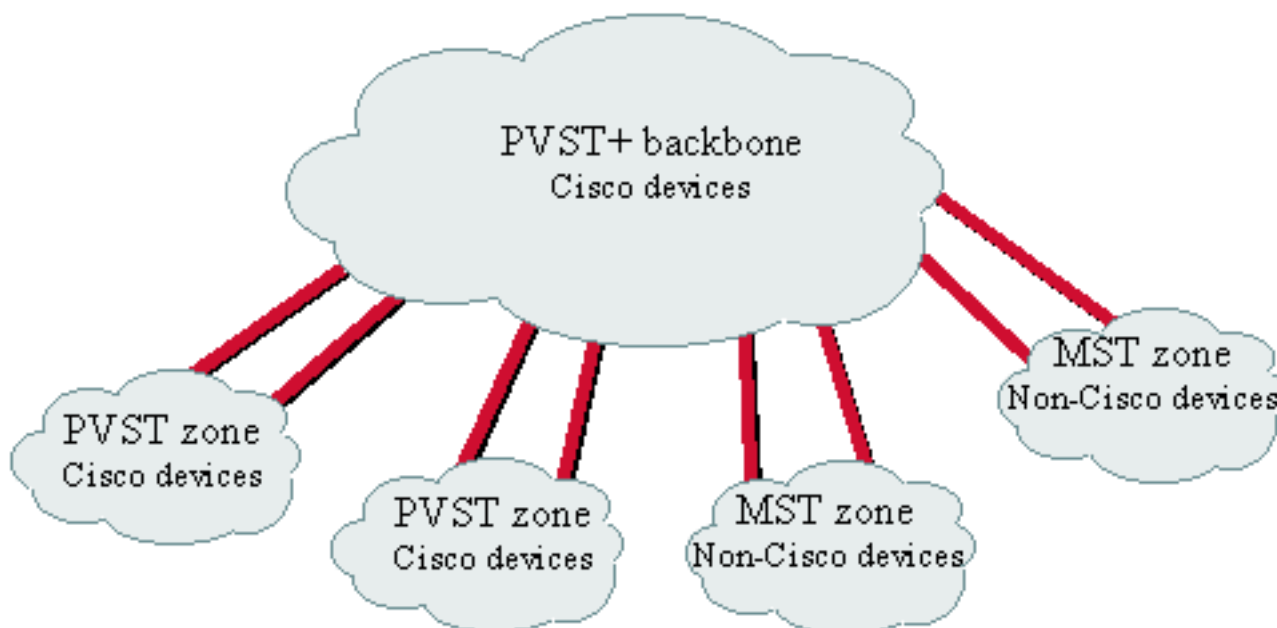 PVST+ backbone
Cisco devices
PVST zone
Cisco devices
PVST zone
Cisco devices
MST zone
Non-Cisco devices
MST zone
Non-Cisco devices